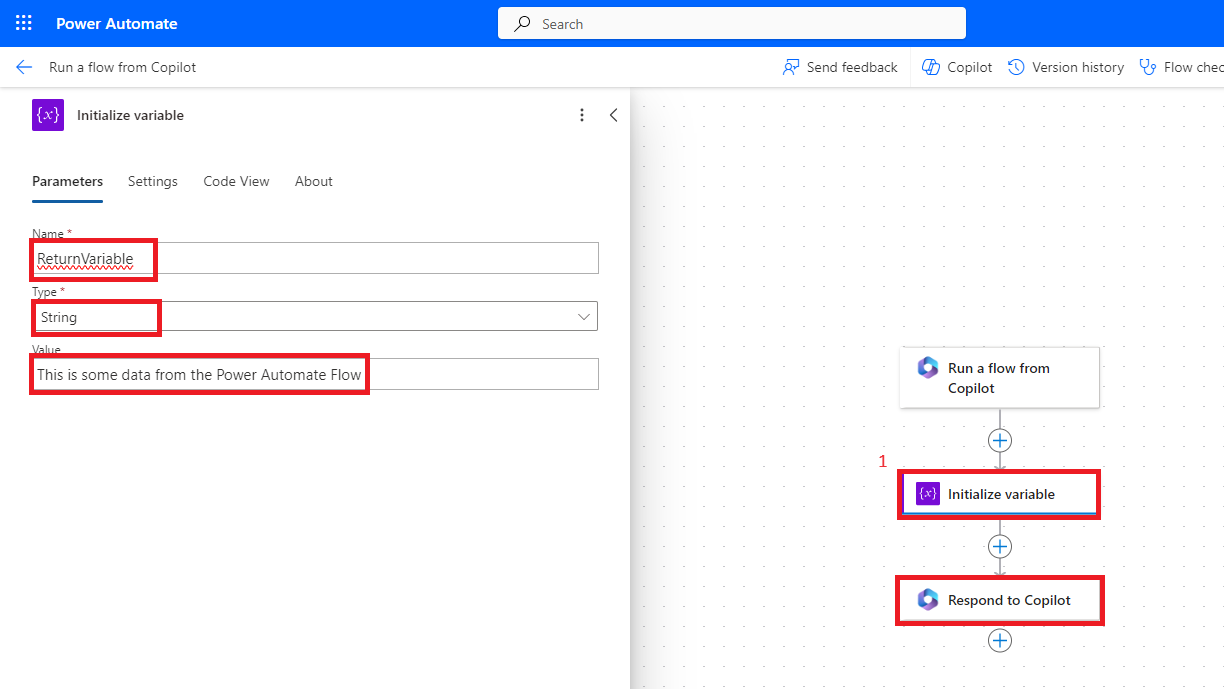 Power Automate
Search
Run a flow from Copilot
Send feedback
Copilot
Version history
Flow chec
{x}
Initialize variable
Parameters
Settings
Code View
About
Name *
ReturnVariable
Type *
String
Value
This is some data from the Power Automate Flow
Run a flow from
Copilot
1
{x}
Initialize variable
Respond to Copilot